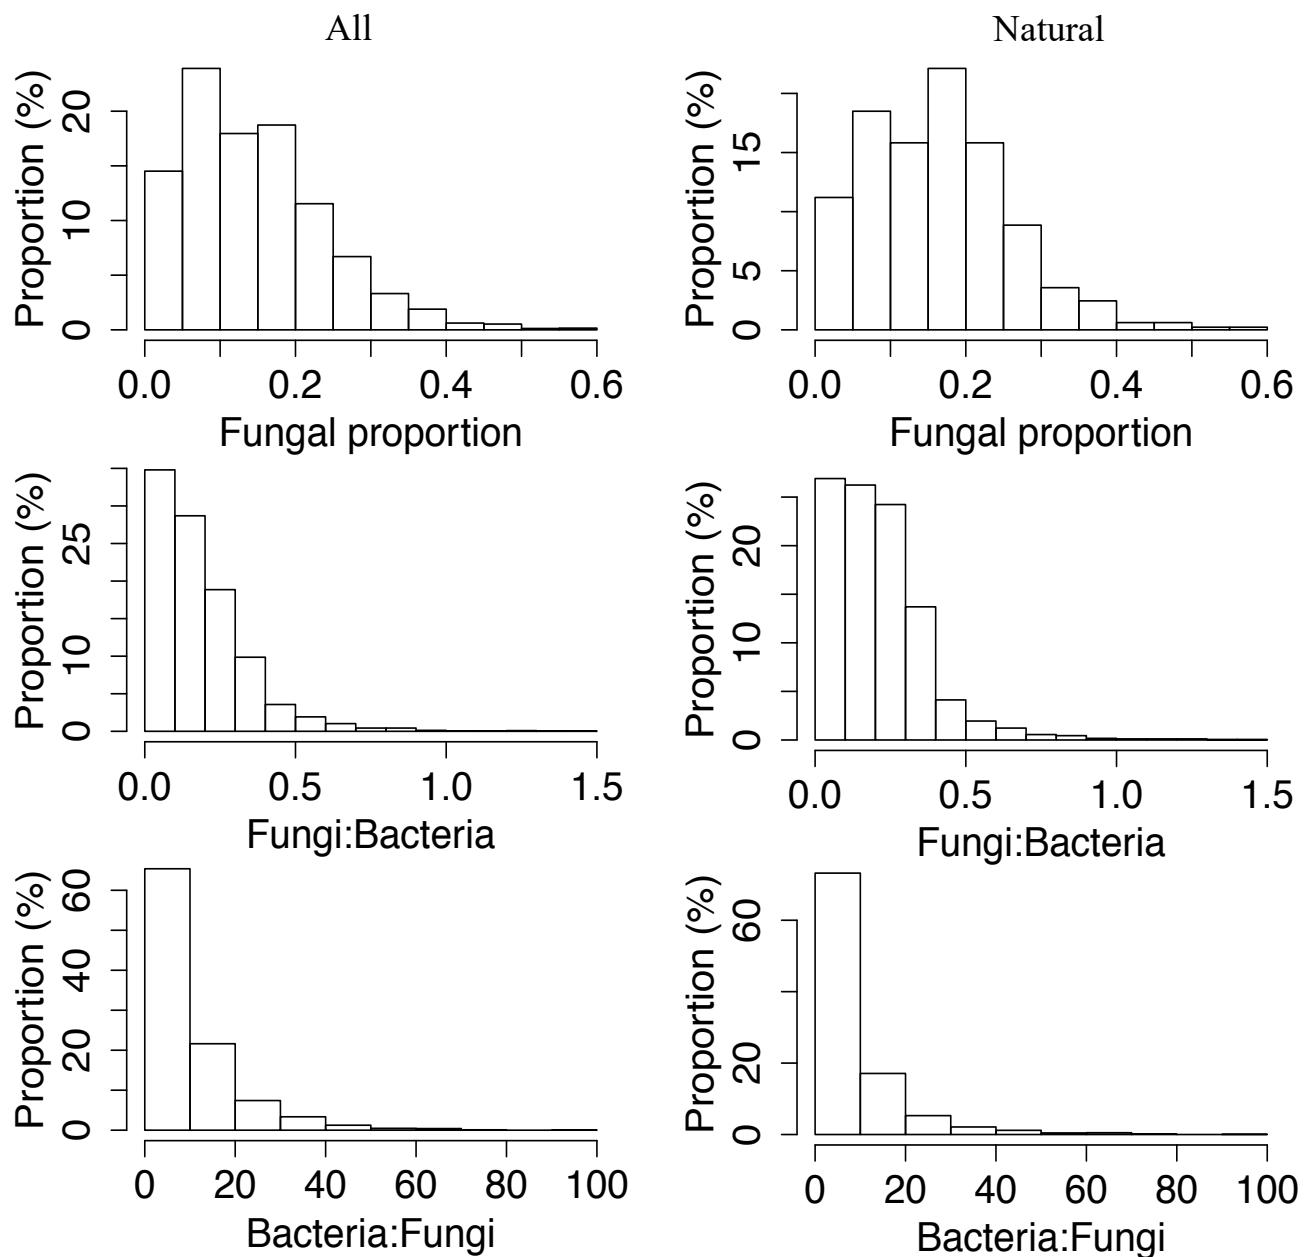 All
Proportion (%)
0 10 20
0.0 0.2 0.4 0.6
Fungal proportion
Natural
Proportion (%)
0 5 15
0.0 0.2 0.4 0.6
Fungal proportion
Proportion (%)
0 10 25
0.0 0.5 1.0 1.5
Fungi:Bacteria
Proportion (%)
0 10 20
0.0 0.5 1.0 1.5
Fungi:Bacteria
Proportion (%)
0 20 40 60
0 20 40 60 80 100
Bacteria:Fungi
Proportion (%)
0 20 60
0 20 40 60 80 100
Bacteria:Fungi